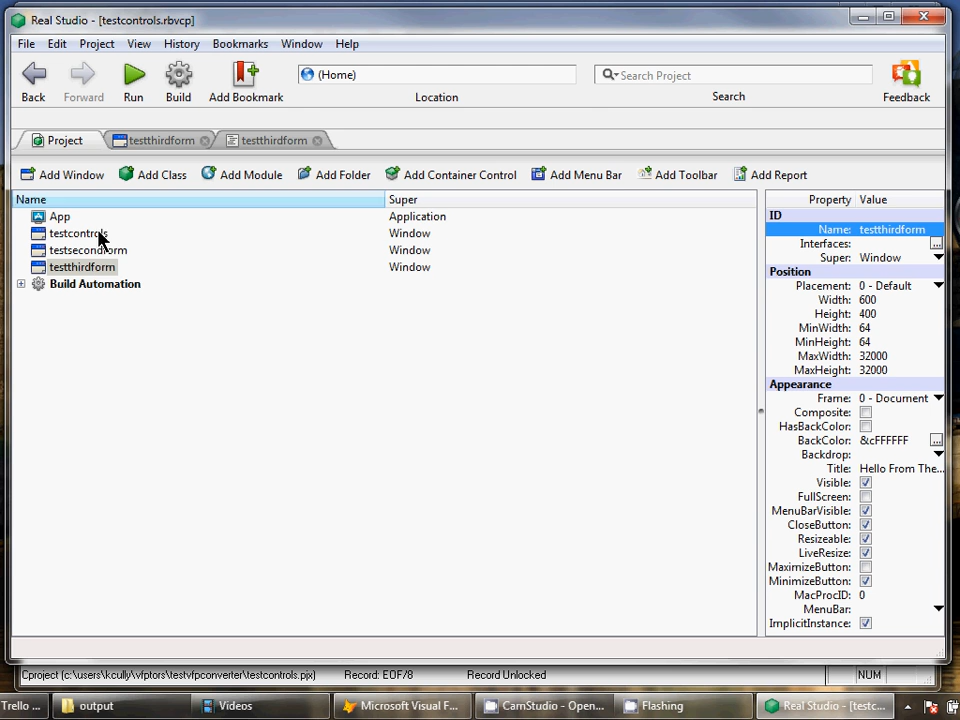 Real Studio - [testcontrols.rbvcp]
File Edit Project View History Bookmarks Window Help
(Home)
Search Project
Back Forward Run Build Add Bookmark Location Search Feedback
Project testthirdform testthirdform
Add Window Add Class Add Module Add Folder Add Container Control Add Menu Bar Add Toolbar Add Report
Name Super
App Application
testcontrols Window
testsecondform Window
testthirdform Window
Build Automation
Property Value
ID
Name: testthirdform
Interfaces: ...
Super: Window
Position
Placement: 0 - Default
Width: 600
Height: 400
MinWidth: 64
MinHeight: 64
MaxWidth: 32000
MaxHeight: 32000
Appearance
Frame: 0 - Document
Composite:
HasBackColor:
BackColor: &cFFFFFF ...
Backdrop:
Title: Hello From The...
Visible:
FullScreen:
MenuBarVisible:
CloseButton:
Resizeable:
LiveResize:
MaximizeButton:
MinimizeButton:
MacProcID: 0
MenuBar:
ImplicitInstance:
Cproject (c:\users\kcully\vfptors\testvfpconverter\testcontrols.pjx) Record: EOF/8 Record Unlocked NUM
Trello ... output Videos Microsoft Visual F... CamStudio - Open... Flashing Real Studio - [testc...